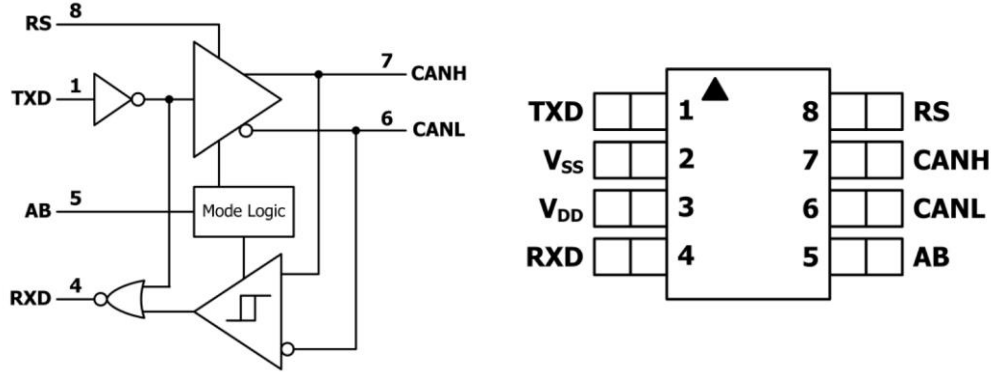 RS 8
7 CANH
TXD 1
6 CANL
AB 5
Mode Logic
RXD 4
TXD 1 8 RS
VSS 2 7 CANH
VDD 3 6 CANL
RXD 4 5 AB